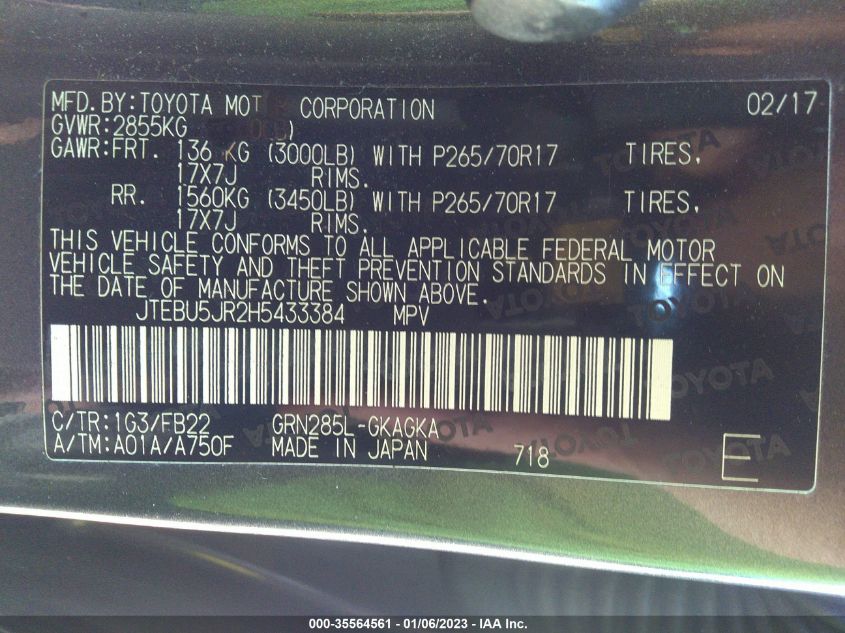 MFD.BY:TOYOTA MOT CORPORATION 02/17
GVWR:2855KG )
GAWR:FRT. 136 KG (3000LB) WITH P265/70R17 TIRES.
17X7J RIMS.
RR. 1560KG (3450LB) WITH P265/70R17 TIRES.
17X7J RIMS.
THIS VEHICLE CONFORMS TO ALL APPLICABLE FEDERAL MOTOR
VEHICLE SAFETY AND THEFT PREVENTION STANDARDS IN EFFECT ON
THE DATE OF MANUFACTURE SHOWN ABOVE.
JTEBU5JR2H5433384 MPV
C/TR:1G3/FB22 GRN285L-GKAGKA
A/TM:A01A/A750F MADE IN JAPAN 718 E
000-35564561 - 01/06/2023 - IAA Inc.